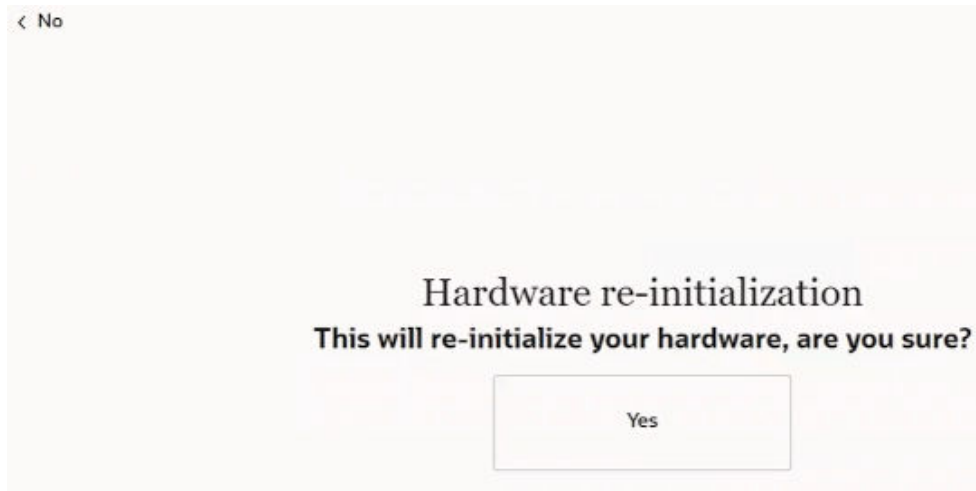 < No
Hardware re-initialization
This will re-initialize your hardware, are you sure?
Yes